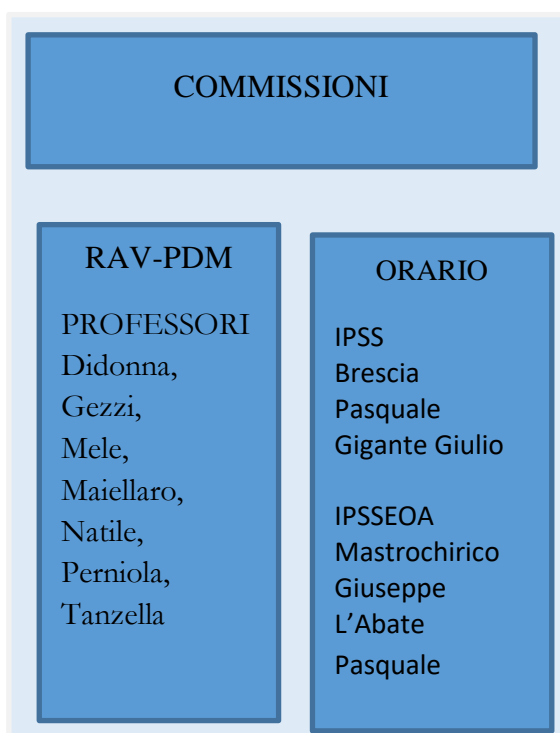 COMMISSIONI
RAV-PDM
PROFESSORI
Didonna,
Gezzi,
Mele,
Maiellaro,
Natile,
Perniola,
Tanzella
ORARIO
IPSS
Brescia
Pasquale
Gigante Giulio
IPSSEOA
Mastrochirico
Giuseppe
L’Abate
Pasquale